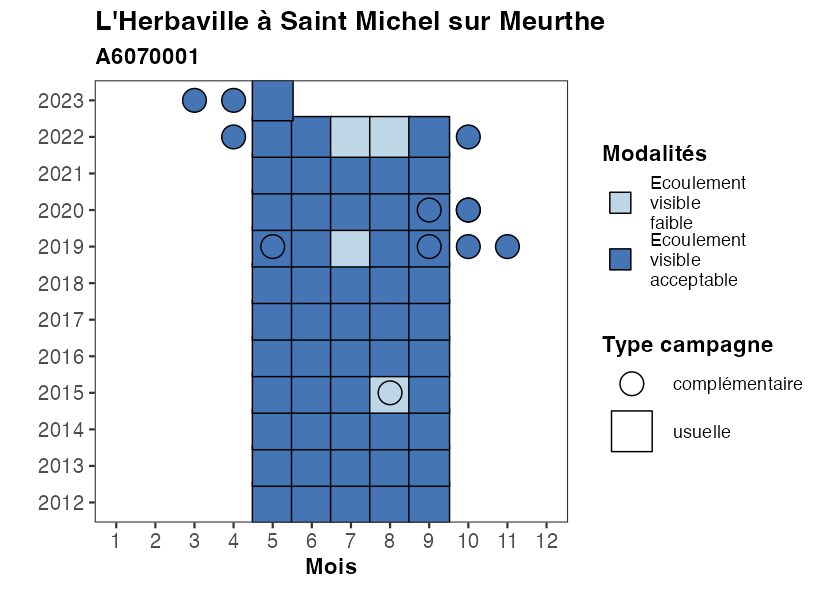 L'Herbaville à Saint Michel sur Meurthe
A6070001
2023
2022
2021
2020
2019
2018
2017
2016
2015
2014
2013
2012
1 2 3 4 5 6 7 8 9 10 11 12
Mois
Modalités
Ecoulement
visible
faible
Ecoulement
visible
acceptable
Type campagne
complémentaire
usuelle